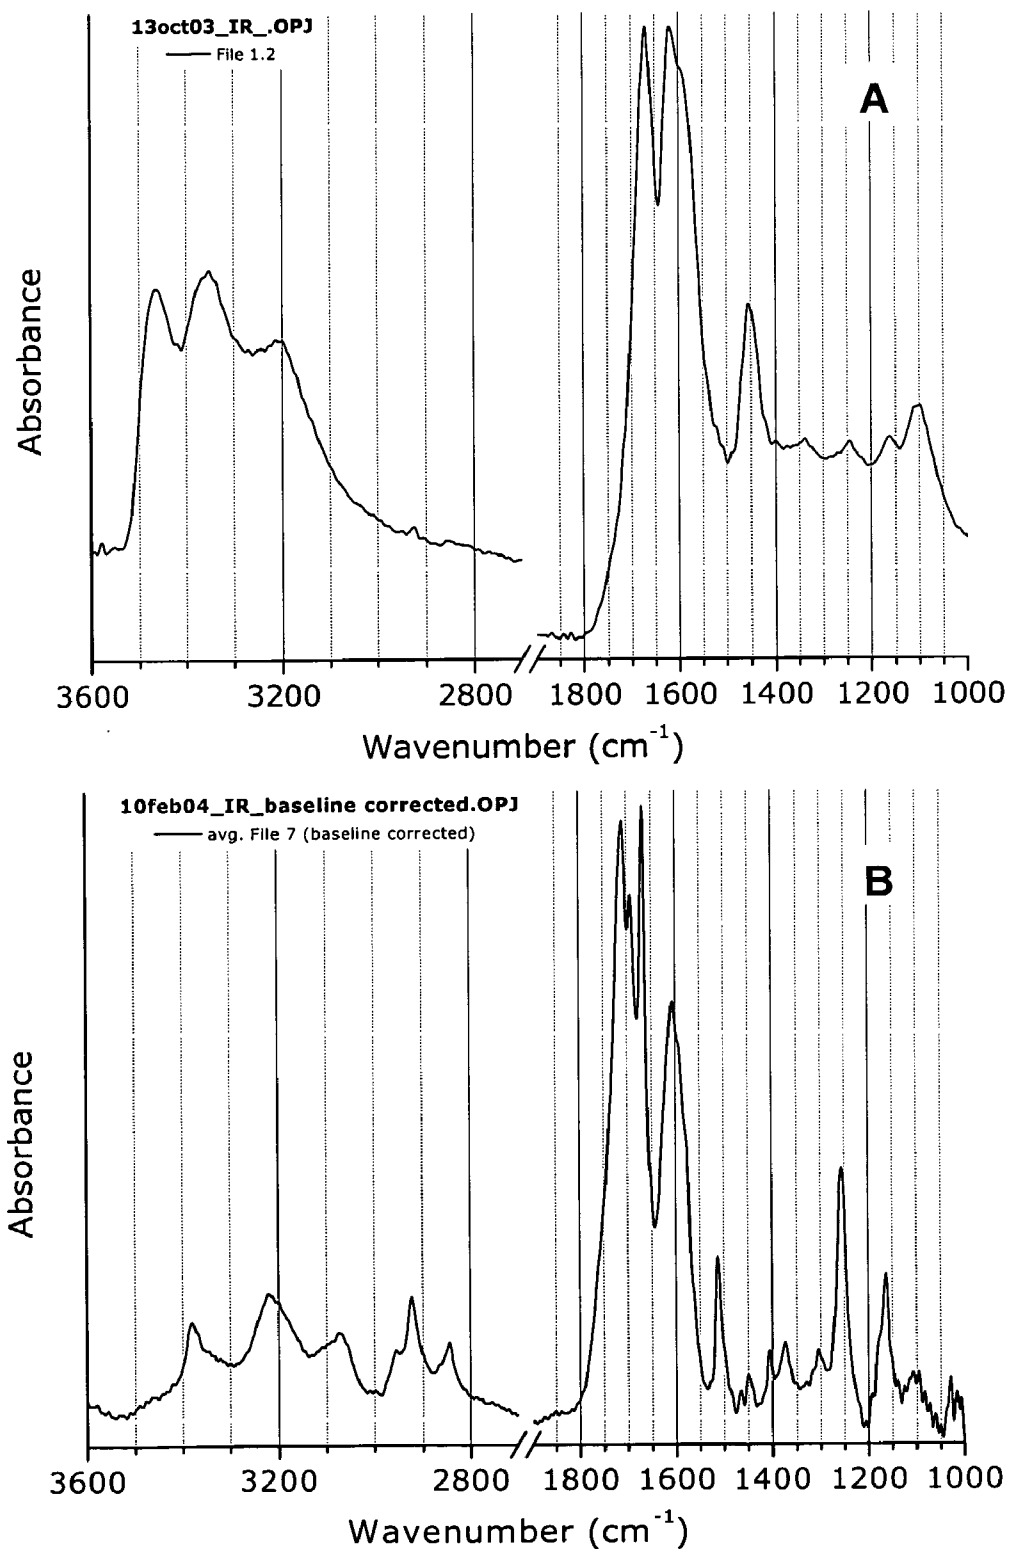 13oct03_IR_.OPJ
File 1.2
A
Absorbance
3600 3200 2800 1800 1600 1400 1200 1000
Wavenumber (cm⁻¹)
10feb04_IR_baseline corrected.OPJ
avg. File 7 (baseline corrected)
B
Absorbance
3600 3200 2800 1800 1600 1400 1200 1000
Wavenumber (cm⁻¹)